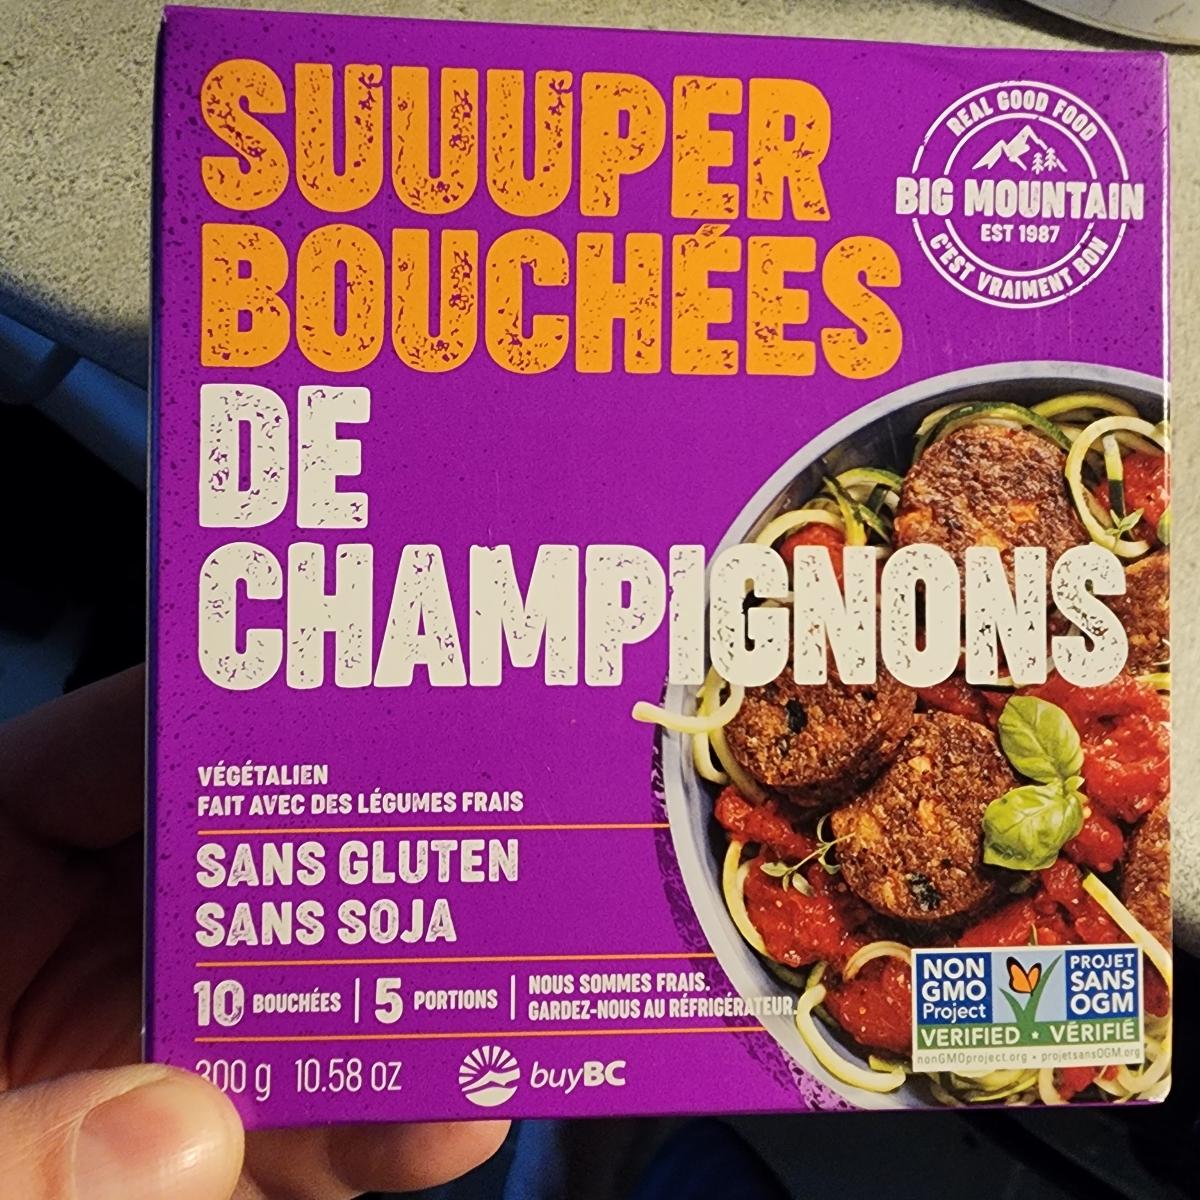 SUUUPER
BOUCHÉES
DE
CHAMPIGNONS
REAL GOOD FOOD
BIG MOUNTAIN
EST 1987
C'EST VRAIMENT BON
VÉGÉTALIEN
FAIT AVEC DES LÉGUMES FRAIS
SANS GLUTEN
SANS SOJA
10 BOUCHÉES
5 PORTIONS
NOUS SOMMES FRAIS.
GARDEZ-NOUS AU RÉFRIGÉRATEUR.
300 g 10.58 oz
buyBC
NON
GMO
Project
PROJET
SANS
OGM
VERIFIED • VÉRIFIÉ
nonGMOproject.org • projetsansOGM.org